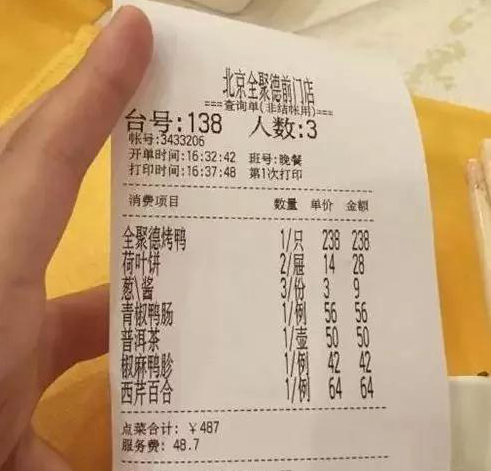 北京全聚德前门店
===查询单(非结帐用)===
台号:138 人数:3
帐号:3433206
开单时间:16:32:42 班号:晚餐
打印时间:16:37:48 第1次打印
消费项目 数量 单价 金额
全聚德烤鸭 1/只 238 238
荷叶饼 2/屉 14 28
葱\酱 3/份 3 9
青椒鸭肠 1/例 56 56
普洱茶 1/壶 50 50
椒麻鸭胗 1/例 42 42
西芹百合 1/例 64 64
点菜合计: ￥487
服务费: 48.7